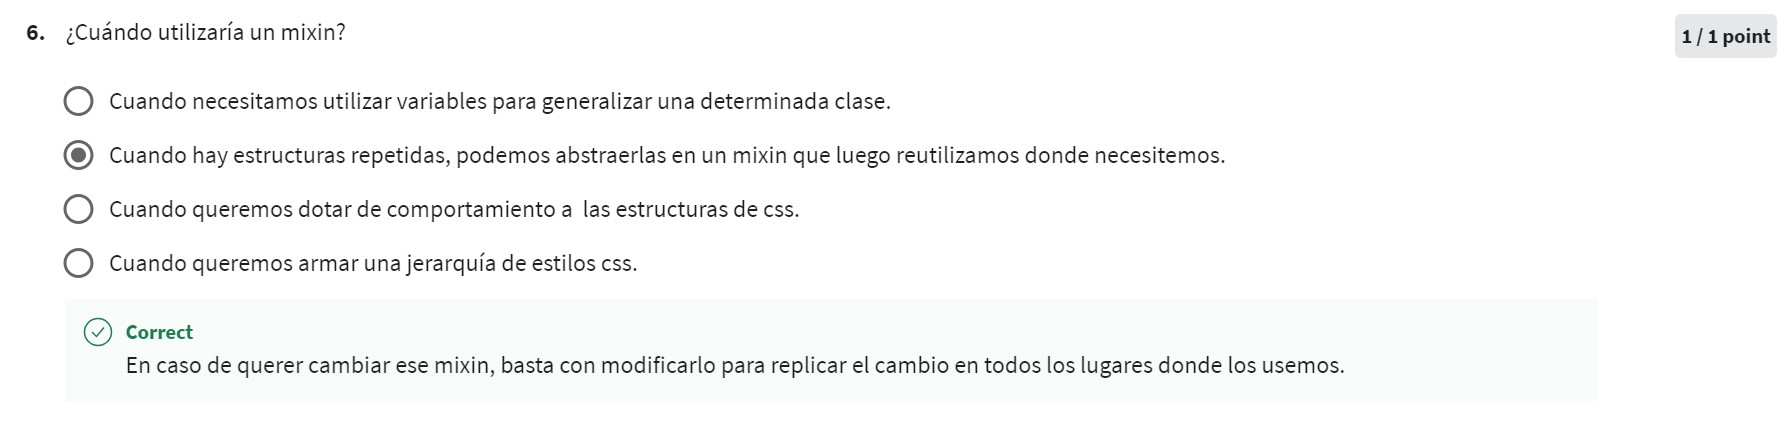 6. ¿Cuándo utilizaría un mixin?
1 / 1 point
Cuando necesitamos utilizar variables para generalizar una determinada clase.
Cuando hay estructuras repetidas, podemos abstraerlas en un mixin que luego reutilizamos donde necesitemos.
Cuando queremos dotar de comportamiento a las estructuras de css.
Cuando queremos armar una jerarquía de estilos css.
Correct
En caso de querer cambiar ese mixin, basta con modificarlo para replicar el cambio en todos los lugares donde los usemos.